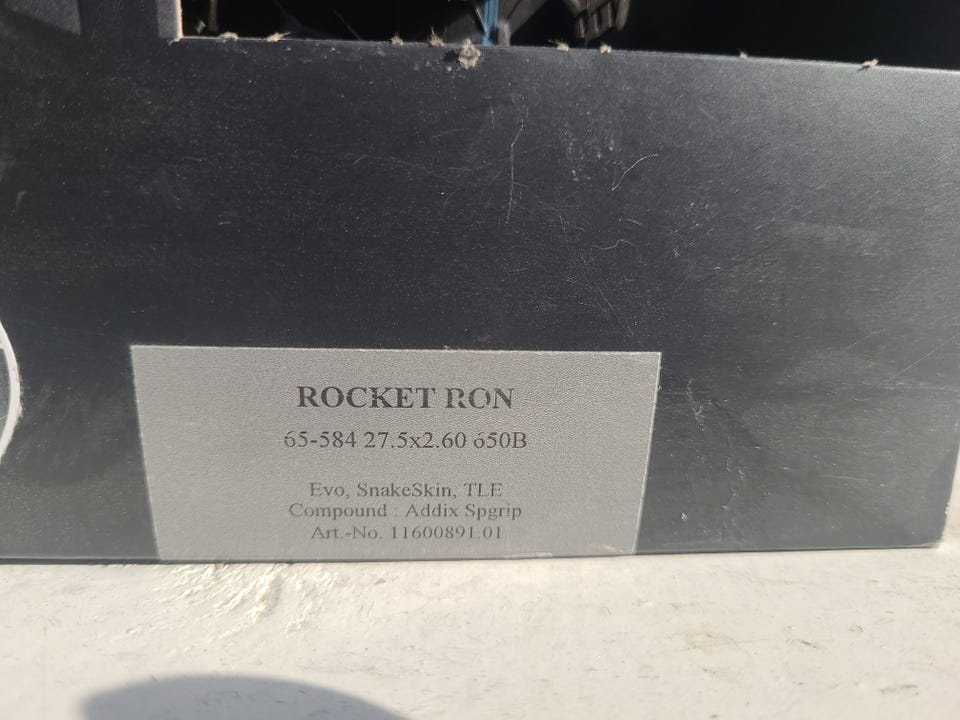 ROCKET RON
65-584 27.5x2.60 650B
Evo, SnakeSkin, TLE
Compound : Addix Spgrip
Art.-No. 11600891.01